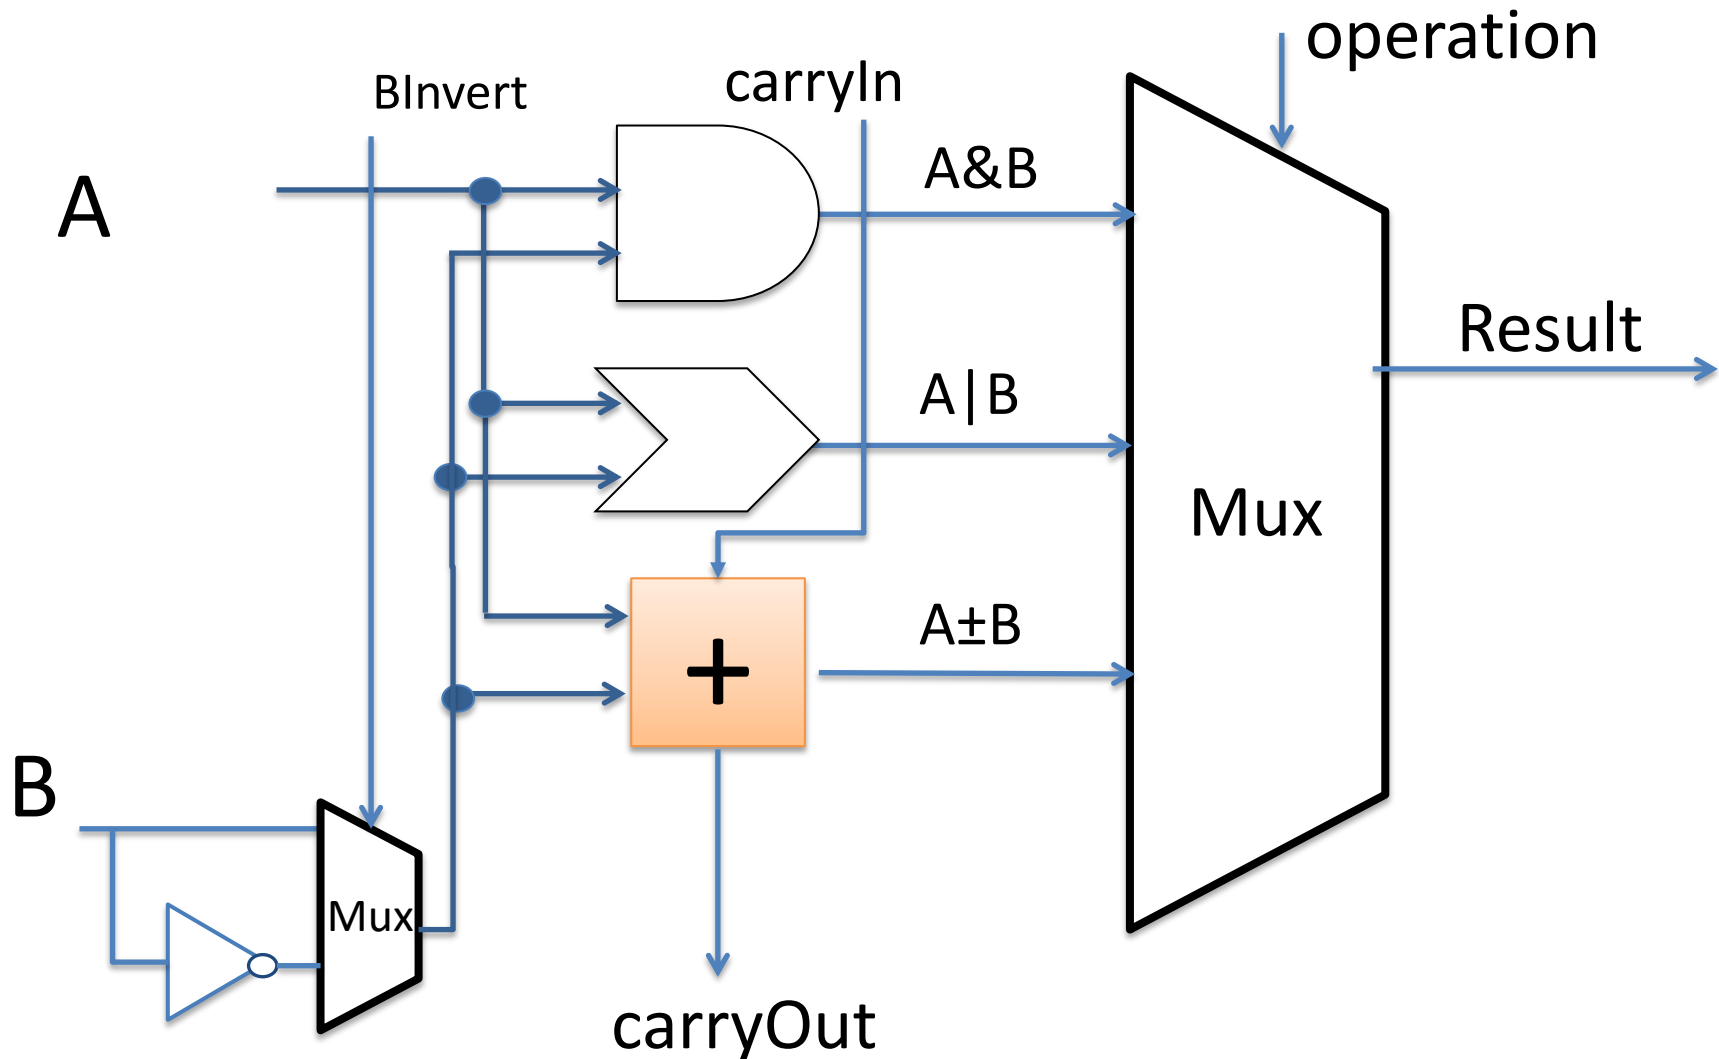 operation
BInvert
carryIn
A
A&B
Result
A|B
Mux
A±B
+
B
Mux
carryOut